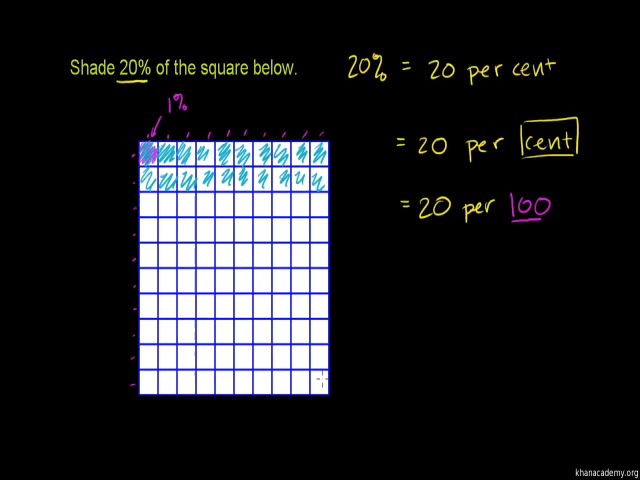 Shade 20% of the square below.
20% = 20 per cent
1%
= 20 per cent
= 20 per 100
khanacademy.org